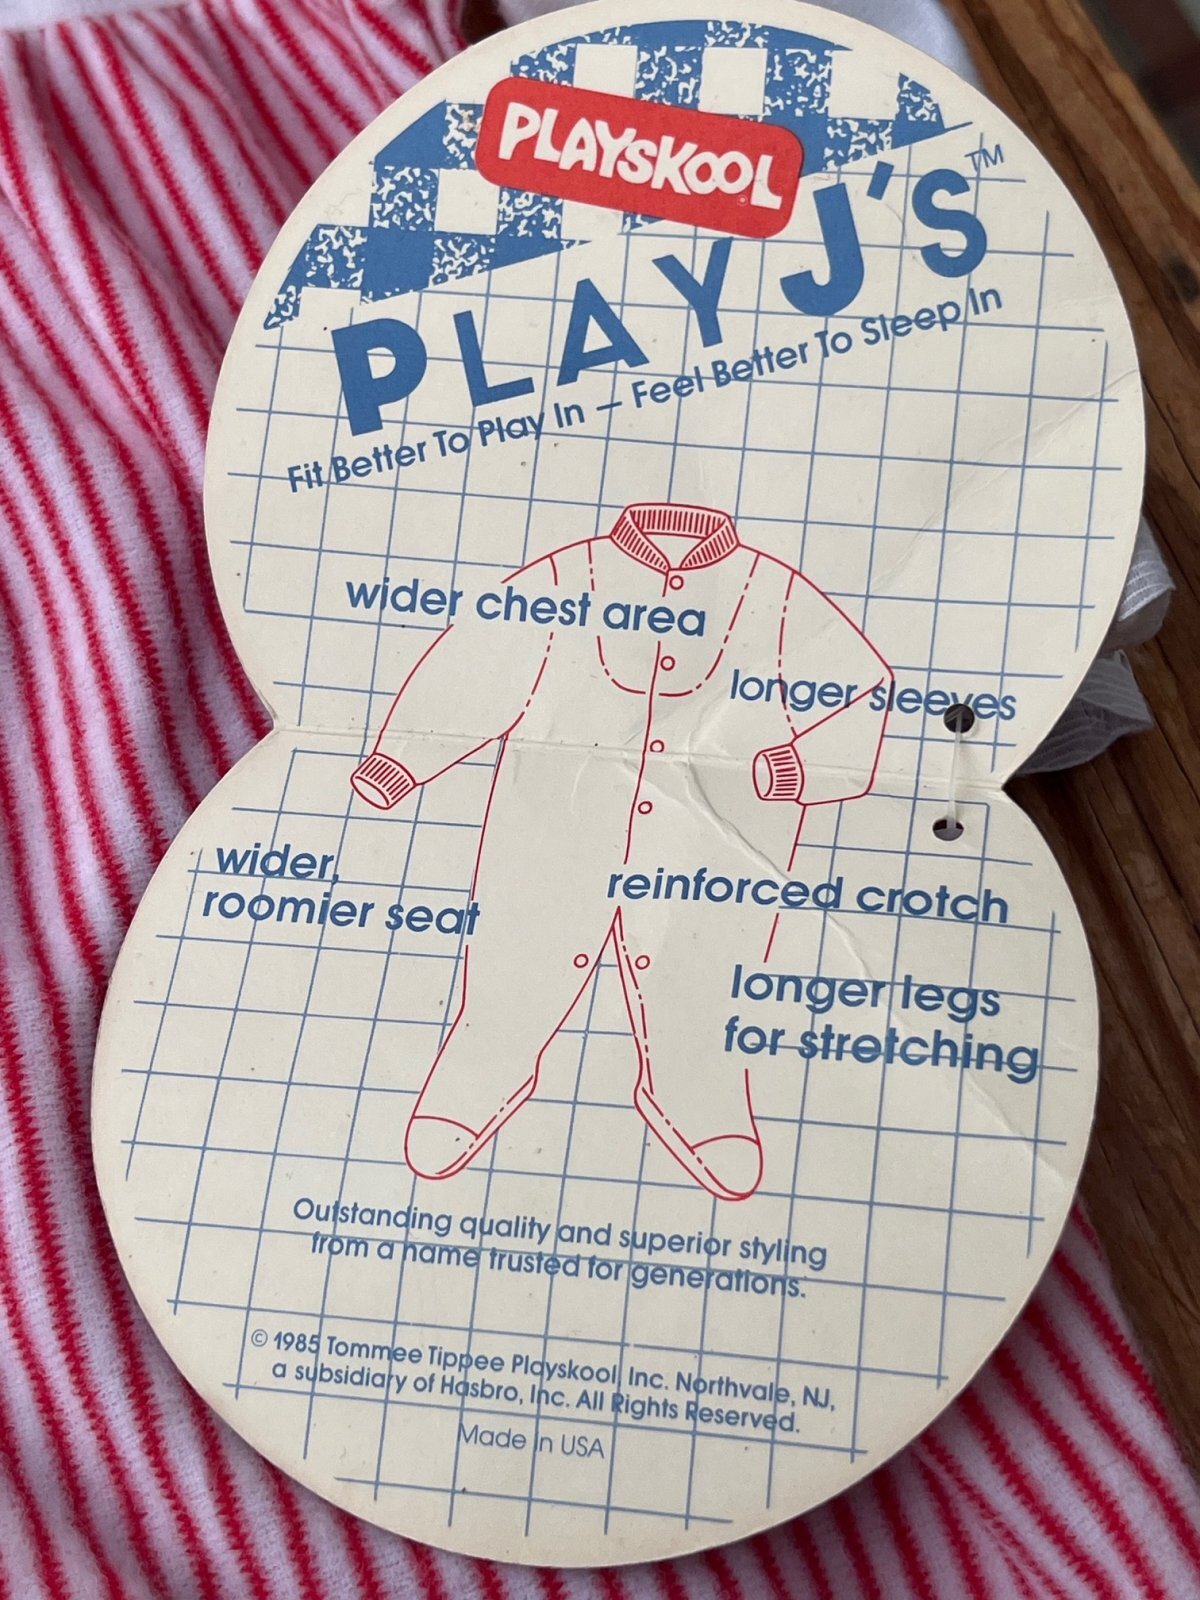 PLAYSKOOL®
PLAY J'S™
Fit Better To Play In – Feel Better To Sleep In
wider chest area
longer sleeves
wider,
roomier seat
reinforced crotch
longer legs
for stretching
Outstanding quality and superior styling
from a name trusted for generations.
© 1985 Tommee Tippee Playskool, Inc. Northvale, NJ,
a subsidiary of Hasbro, Inc. All Rights Reserved.
Made in USA